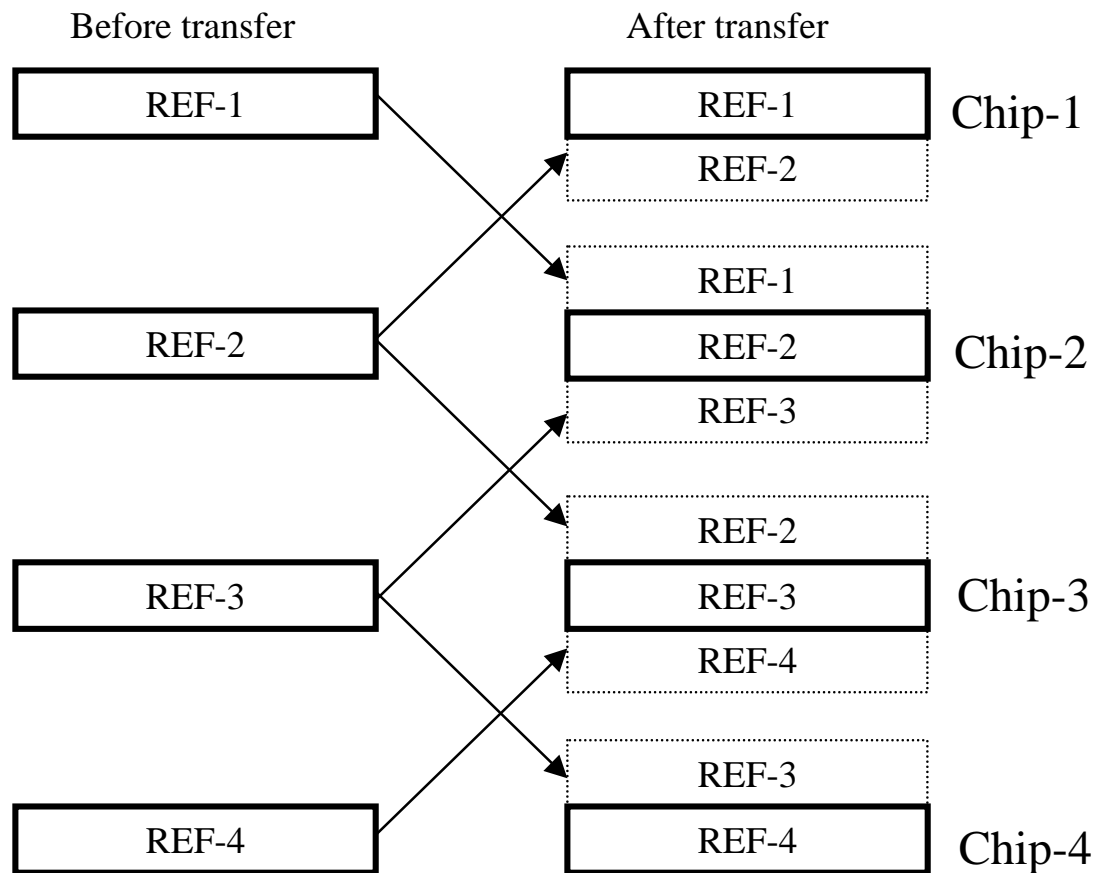 Before transfer
After transfer
REF-1
REF-1
Chip-1
REF-2
REF-1
REF-2
REF-2
Chip-2
REF-3
REF-2
REF-3
REF-3
Chip-3
REF-4
REF-3
REF-4
REF-4
Chip-4